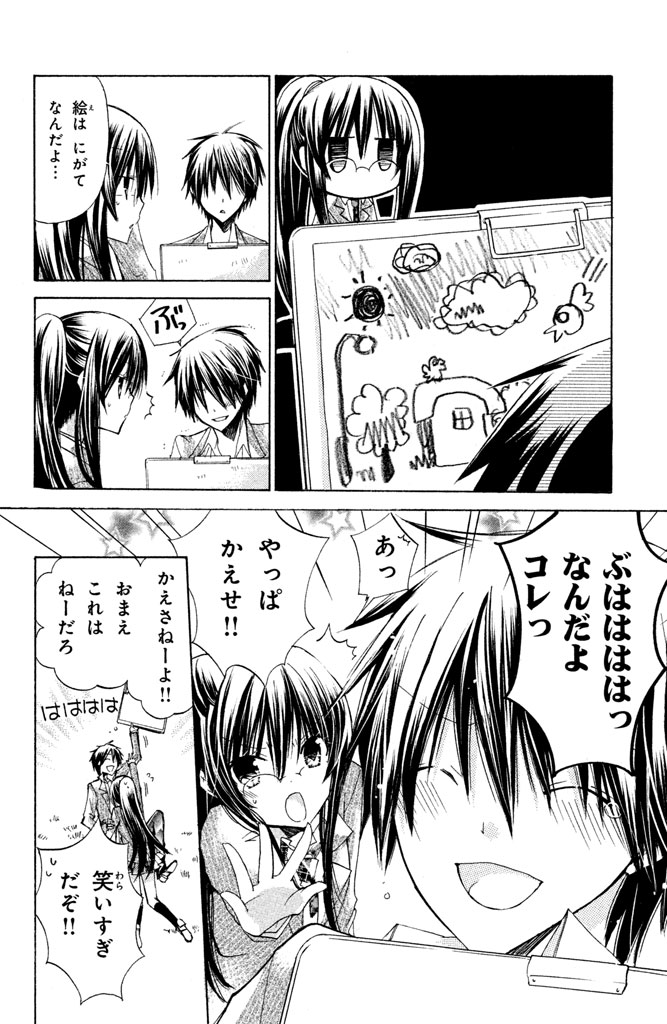 絵は にがて
なんだよ…
ぶっ
ぶはははっ
なんだよ
コレっ
あっ
やっぱ
かえせ!!
かえさねーよ!!
おまえ
これは
ねーだろ
はははは
笑いすぎ
だぞ!!